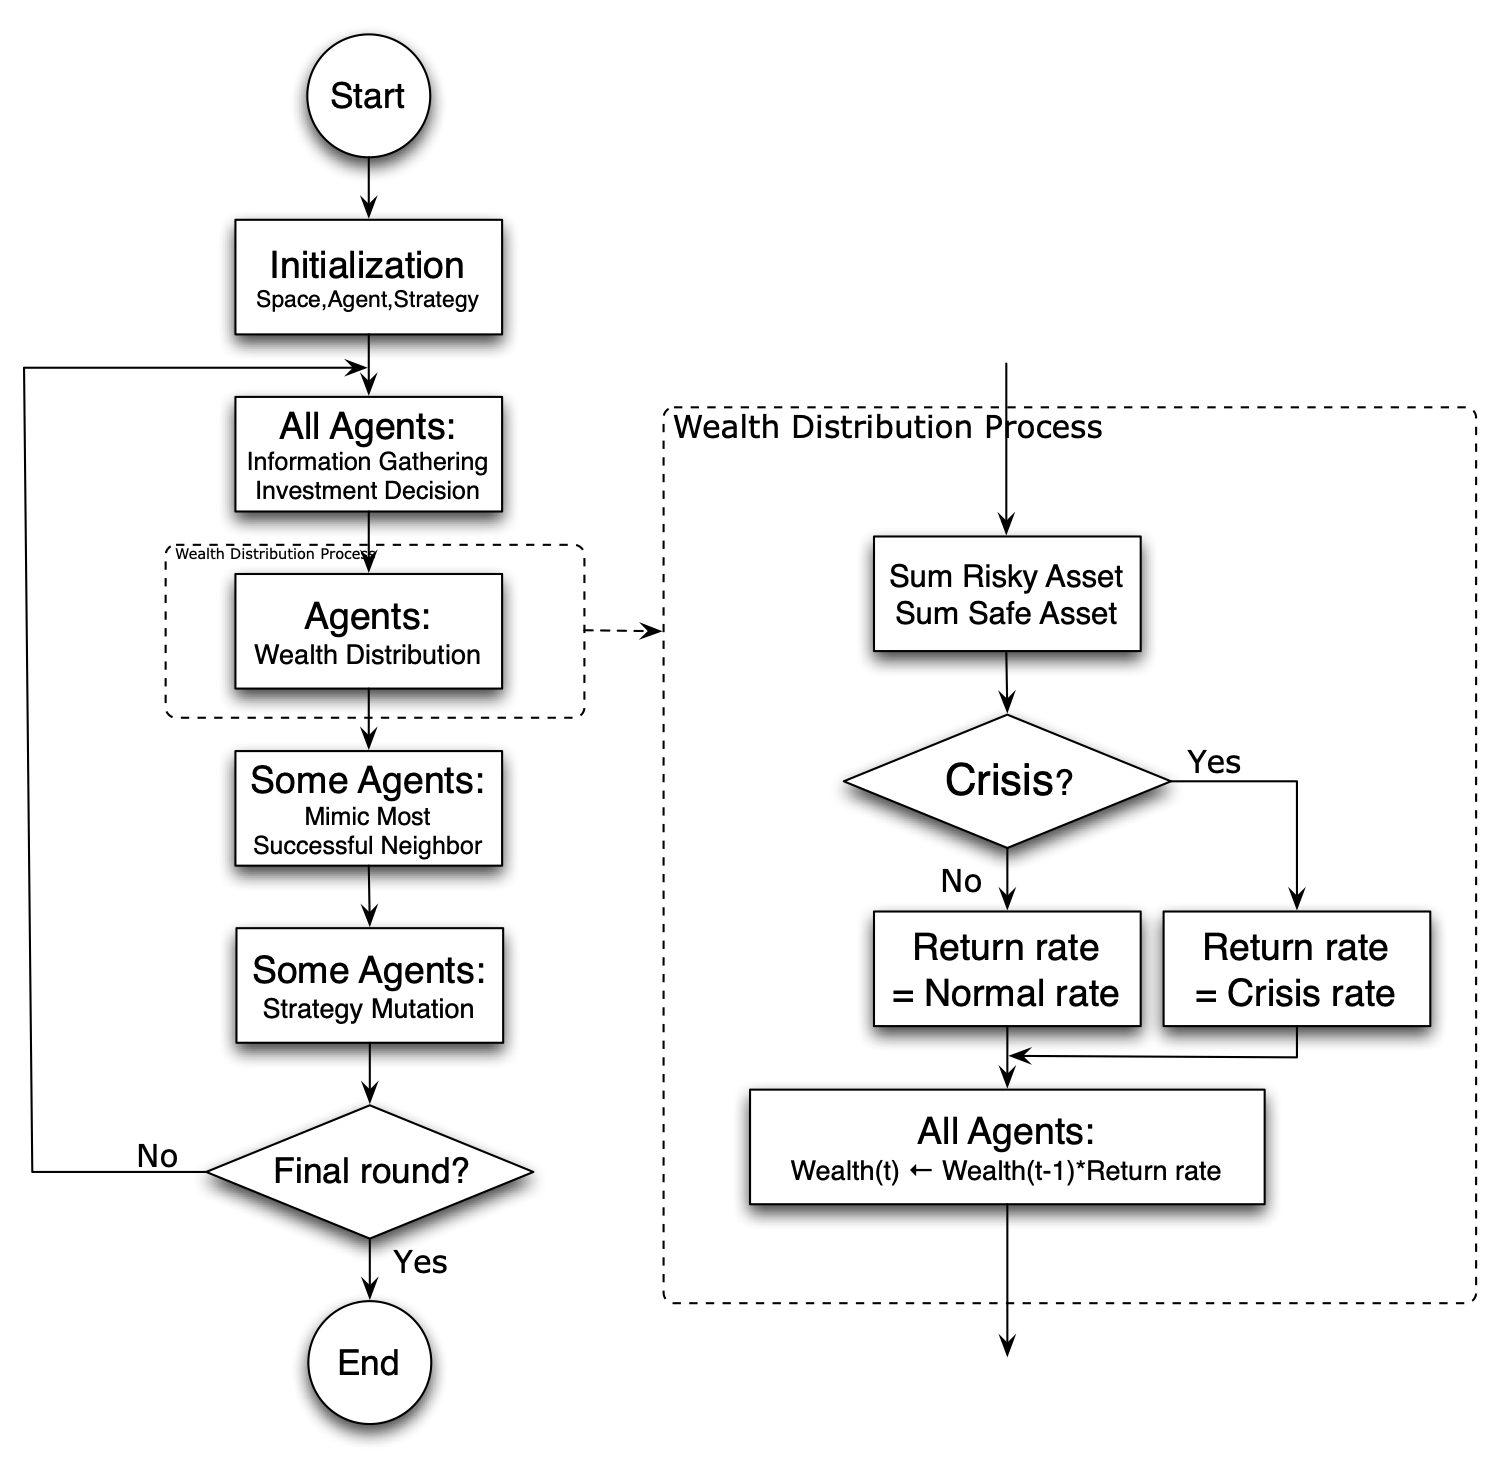 Start
Initialization
Space,Agent,Strategy
All Agents:
Information Gathering
Investment Decision
Wealth Distribution Process
Agents:
Wealth Distribution
Some Agents:
Mimic Most
Successful Neighbor
Some Agents:
Strategy Mutation
Final round?
No
Yes
End
Wealth Distribution Process
Sum Risky Asset
Sum Safe Asset
Crisis?
Yes
No
Return rate
= Normal rate
Return rate
= Crisis rate
All Agents:
Wealth(t) ← Wealth(t-1)*Return rate